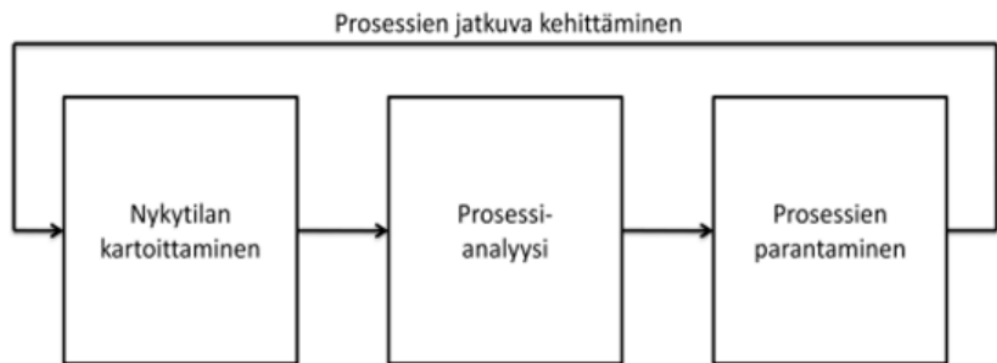 Prosessien jatkuva kehittäminen
Nykytilan
kartoittaminen
Prosessi-
analyysi
Prosessien
parantaminen